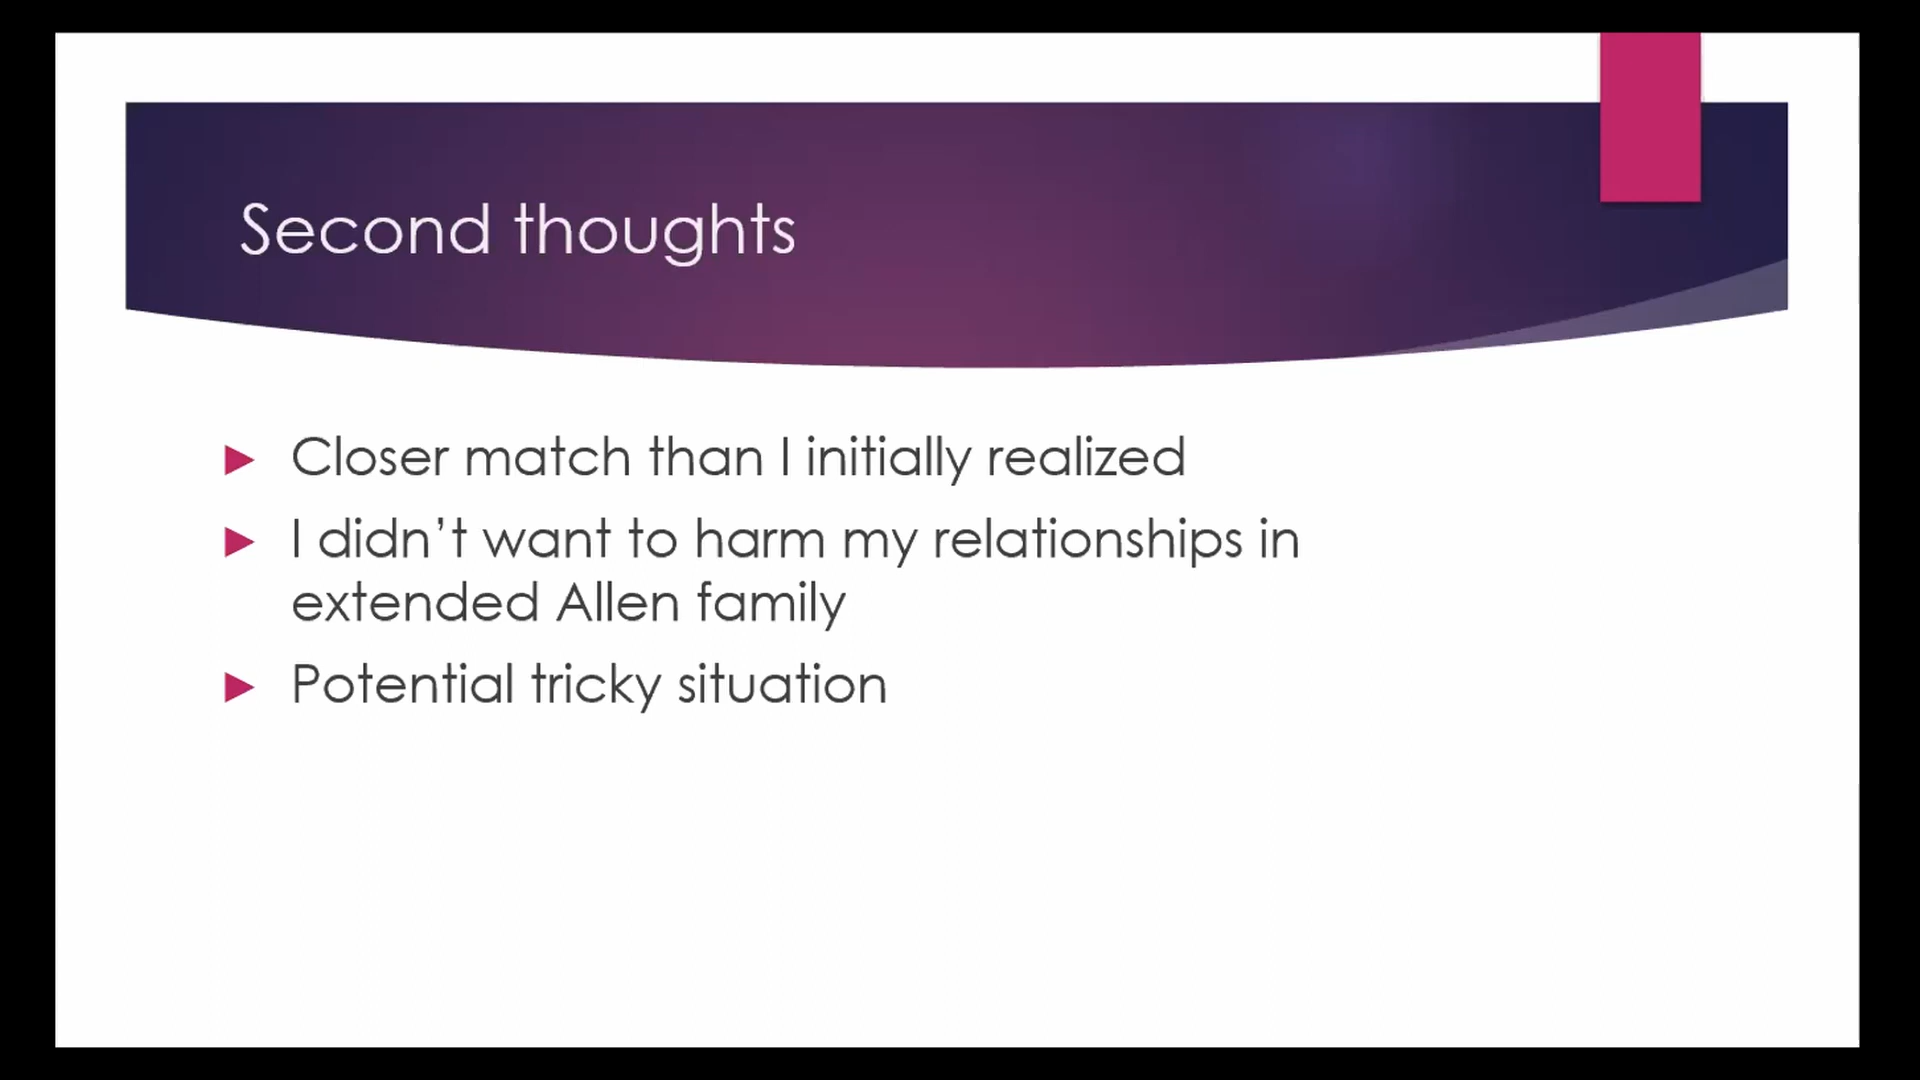 Second thoughts
Closer match than I initially realized
I didn’t want to harm my relationships in
extended Allen family
Potential tricky situation